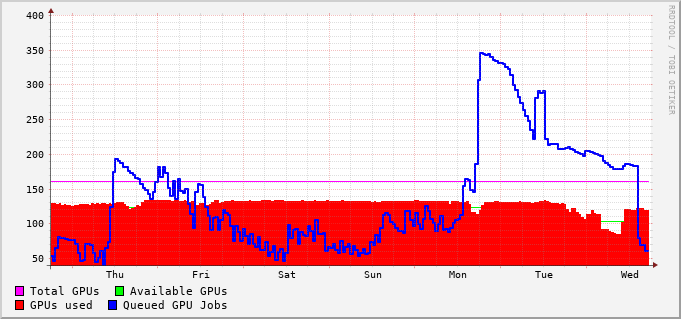 400
350
300
250
200
150
100
50
Thu Fri Sat Sun Mon Tue Wed
Total GPUs Available GPUs
GPUs used Queued GPU Jobs
RRDTOOL / TOBI OETIKER